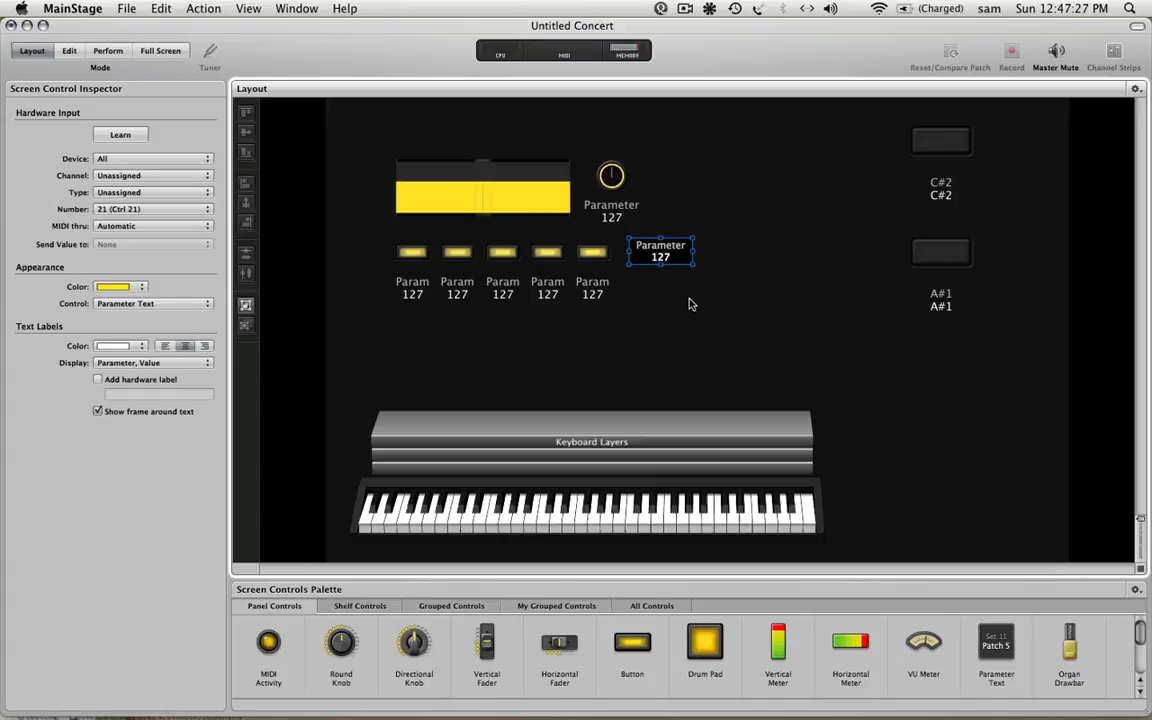 MainStage File Edit Action View Window Help (Charged) sam Sun 12:47:27 PM
Untitled Concert
Layout Edit Perform Full Screen
Mode Tuner
CPU MIDI MEMORY
Reset/Compare Patch Record Master Mute Channel Strips
Screen Control Inspector
Hardware Input
Learn
Device: All
Channel: Unassigned
Type: Unassigned
Number: 21 (Ctrl 21)
MIDI thru: Automatic
Send Value to: None
Appearance
Color:
Control: Parameter Text
Text Labels
Color:
Display: Parameter, Value
Add hardware label
Show frame around text
Layout
Parameter
127
Parameter
127
Param Param Param Param Param
127 127 127 127 127
C#2
C#2
A#1
A#1
Keyboard Layers
Screen Controls Palette
Panel Controls Shelf Controls Grouped Controls My Grouped Controls All Controls
Set 11
Patch 5
MIDI Activity
Round Knob
Directional Knob
Vertical Fader
Horizontal Fader
Button
Drum Pad
Vertical Meter
Horizontal Meter
VU Meter
Parameter Text
Organ Drawbar